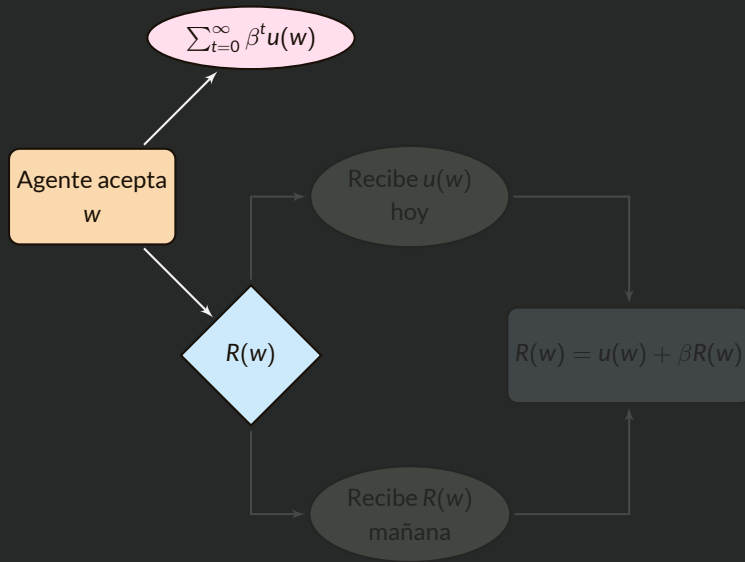 ∑_{t=0}^{∞} β^t u(w)
Agente acepta
w
Recibe u(w)
hoy
R(w)
R(w) = u(w) + βR(w)
Recibe R(w)
mañana